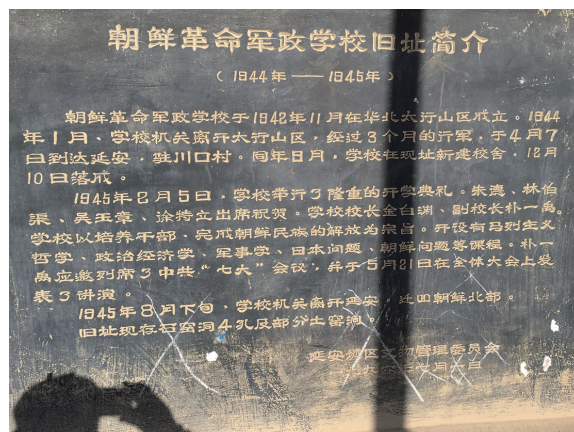 朝鲜革命军政学校旧址简介
(1944年——1945年)
朝鲜革命军政学校于1942年11月在华北太行山区成立。1944
年1月、学校机关离开太行山区,经过3个月的行军,于4月7
日到达延安,驻川口村。同年9月,学校在现址新建校舍,12月
10日落成。
1945年2月5日,学校举行了隆重的开学典礼。朱德、林伯
渠、吴玉章、徐特立出席祝贺。学校校长金白渊、副校长朴一禹。
学校以培养干部、完成朝鲜民族的解放为宗旨。开设有马列主义
哲学、政治经济学、军事学、日本问题、朝鲜问题等课程。朴一
禹应邀列席了中共“七大”会议,并于5月21日在全体大会上发
表了讲演。
1945年8月下旬,学校机关离开延安,迁回朝鲜北部。
旧址现存石窑洞4孔及部分土窑洞。
延安地区文物管理委员会